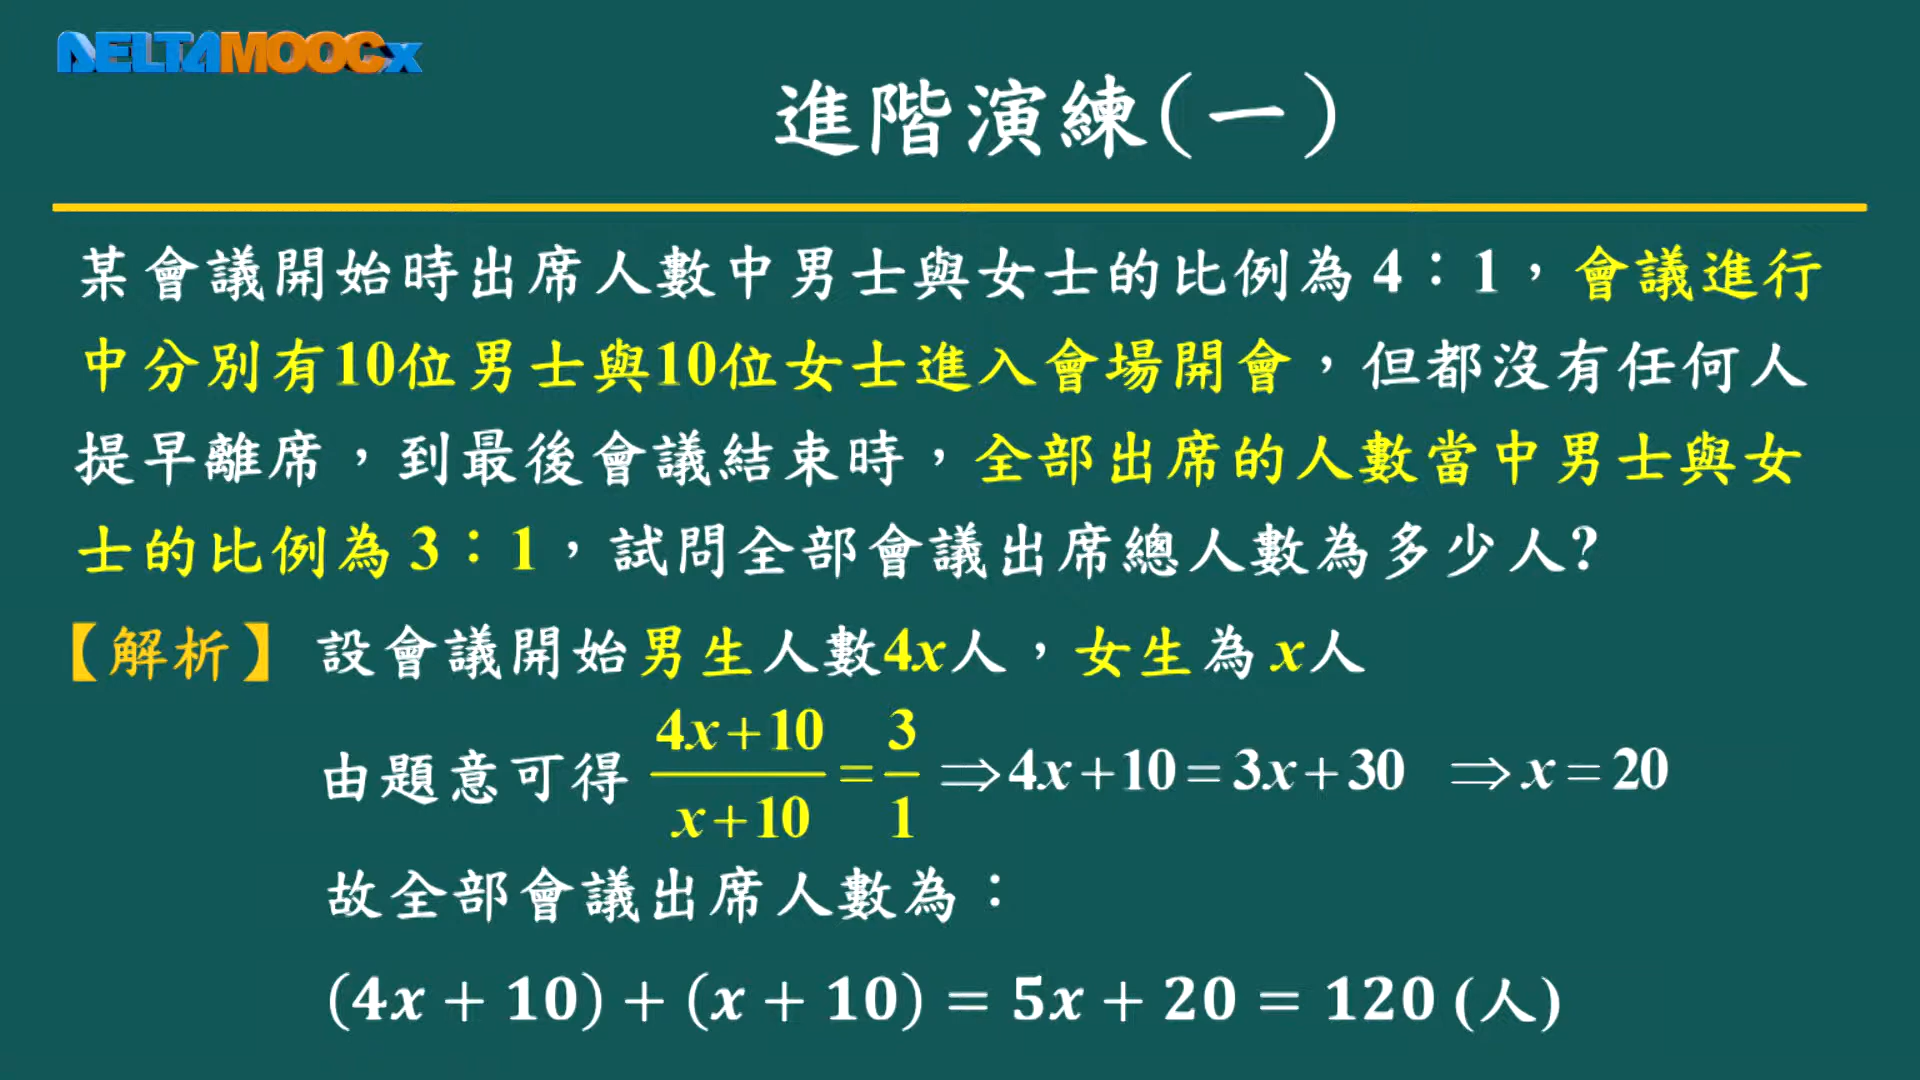 DELTAMOOCx
進階演練(一)
某會議開始時出席人數中男士與女士的比例為 4：1，會議進行
中分別有10位男士與10位女士進入會場開會，但都沒有任何人
提早離席，到最後會議結束時，全部出席的人數當中男士與女
士的比例為 3：1，試問全部會議出席總人數為多少人?
【解析】 設會議開始男生人數4x人，女生為 x人
由題意可得 (4x+10)/(x+10) = 3/1 ⇒4x+10=3x+30 ⇒x=20
故全部會議出席人數為：
(4x + 10) + (x + 10) = 5x + 20 = 120 (人)